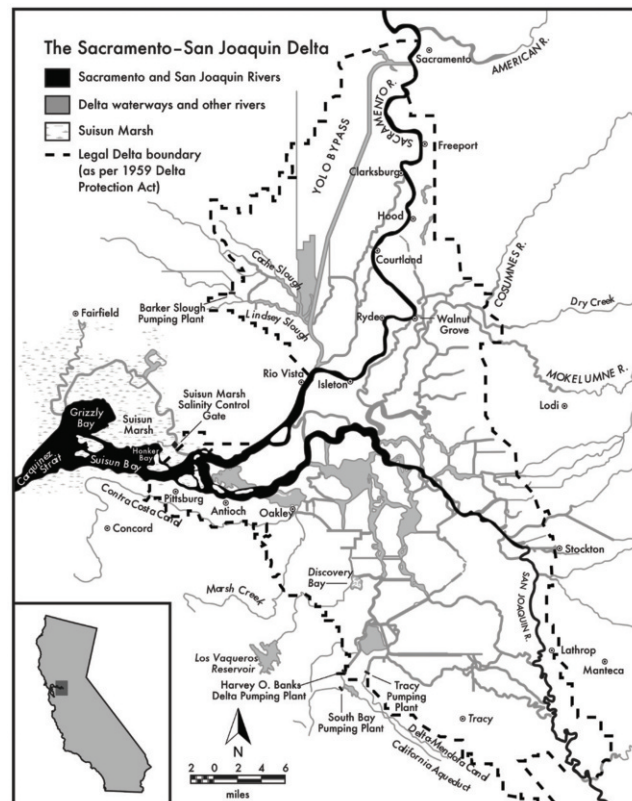 The Sacramento–San Joaquin Delta
Sacramento and San Joaquin Rivers
Delta waterways and other rivers
Suisun Marsh
Legal Delta boundary
(as per 1959 Delta
Protection Act)
Sacramento
AMERICAN R.
SACRAMENTO R.
YOLO BYPASS
Freeport
Clarksburg
Hood
Courtland
COSUMNES R.
Cache Slough
Barker Slough
Pumping Plant
Lindsey Slough
Ryde
Walnut
Grove
Dry Creek
Fairfield
MOKELUMNE R.
Rio Vista
Isleton
Lodi
Suisun Marsh
Salinity Control
Gate
Suisun
Marsh
Grizzly
Bay
Honker
Bay
Suisun Bay
Carquinez Strait
Pittsburg
Antioch
Oakley
Contra Costa Canal
Concord
Stockton
Discovery
Bay
Marsh Creek
SAN JOAQUIN R.
Los Vaqueros
Reservoir
Lathrop
Manteca
Harvey O. Banks
Delta Pumping Plant
Tracy
Pumping
Plant
South Bay
Pumping Plant
Tracy
Delta-Mendota Canal
California Aqueduct
N
2 0 2 4 6
miles